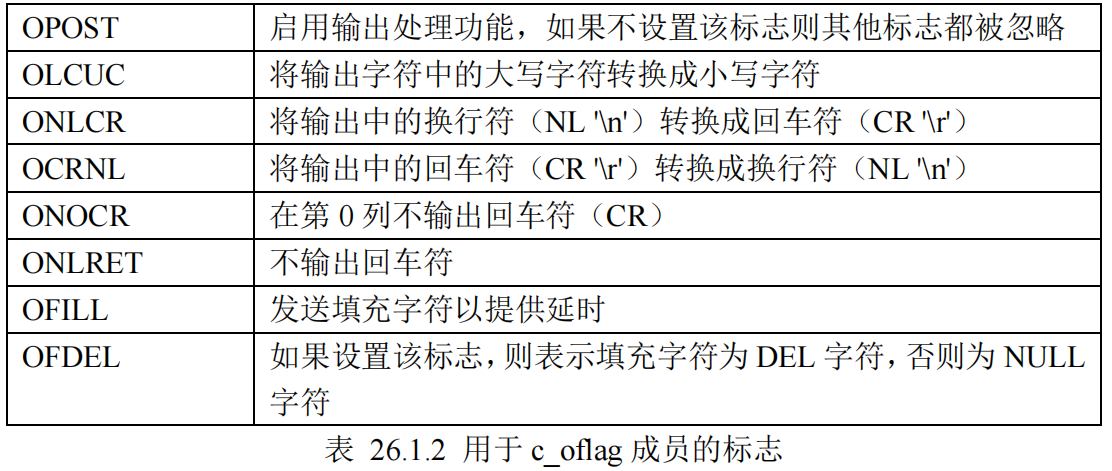 OPOST 启用输出处理功能，如果不设置该标志则其他标志都被忽略
OLCUC 将输出字符中的大写字符转换成小写字符
ONLCR 将输出中的换行符（NL '\n'）转换成回车符（CR '\r'）
OCRNL 将输出中的回车符（CR '\r'）转换成换行符（NL '\n'）
ONOCR 在第 0 列不输出回车符（CR）
ONLRET 不输出回车符
OFILL 发送填充字符以提供延时
OFDEL 如果设置该标志，则表示填充字符为 DEL 字符，否则为 NULL
字符
表 26.1.2 用于 c_oflag 成员的标志